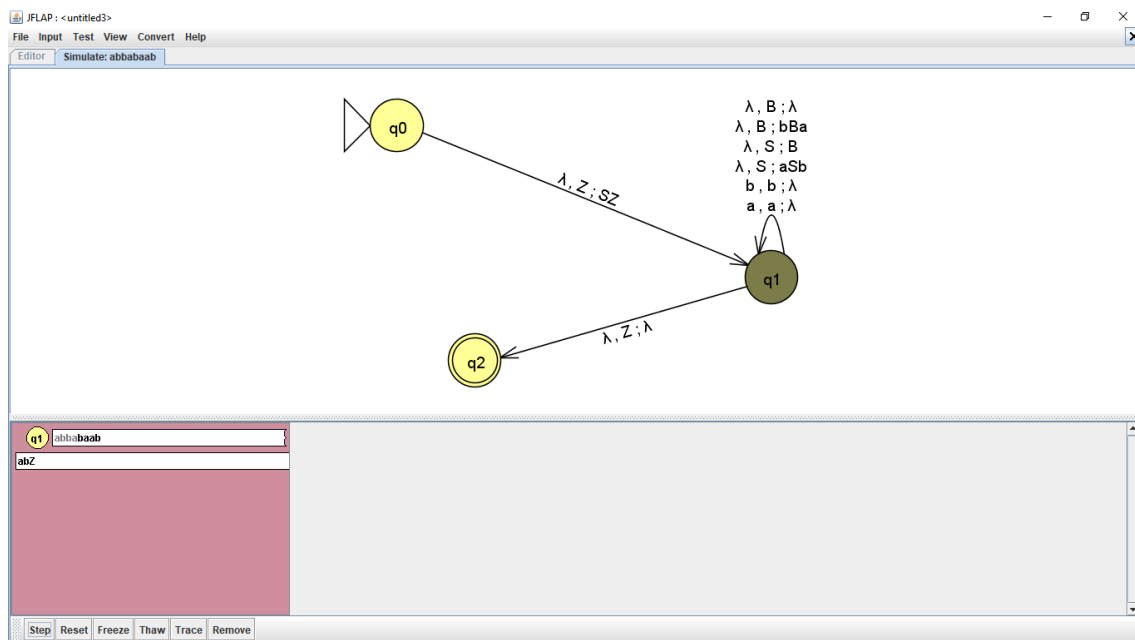 JFLAP : <untitled3>
File Input Test View Convert Help
Editor Simulate: abbabaab
q0
λ , Z ; SZ
λ , B ; λ
λ , B ; bBa
λ , S ; B
λ , S ; aSb
b , b ; λ
a , a ; λ
q1
λ , Z ; λ
q2
q1 abbabaab
abZ
Step Reset Freeze Thaw Trace Remove